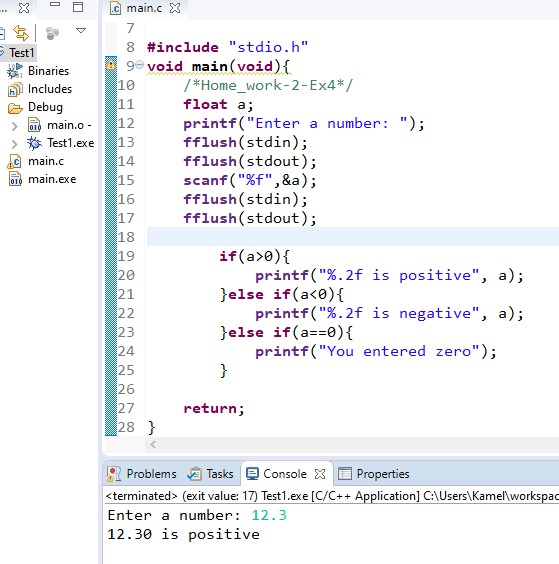 ...
Test1
Binaries
Includes
Debug
main.o -
Test1.exe
main.c
main.exe
main.c
7
8 #include "stdio.h"
9 void main(void){
10 /*Home_work-2-Ex4*/
11 float a;
12 printf("Enter a number: ");
13 fflush(stdin);
14 fflush(stdout);
15 scanf("%f",&a);
16 fflush(stdin);
17 fflush(stdout);
18
19 if(a>0){
20 printf("%.2f is positive", a);
21 }else if(a<0){
22 printf("%.2f is negative", a);
23 }else if(a==0){
24 printf("You entered zero");
25 }
26
27 return;
28 }
Problems Tasks Console Properties
<terminated> (exit value: 17) Test1.exe [C/C++ Application] C:\Users\Kamel\workspac
Enter a number: 12.3
12.30 is positive